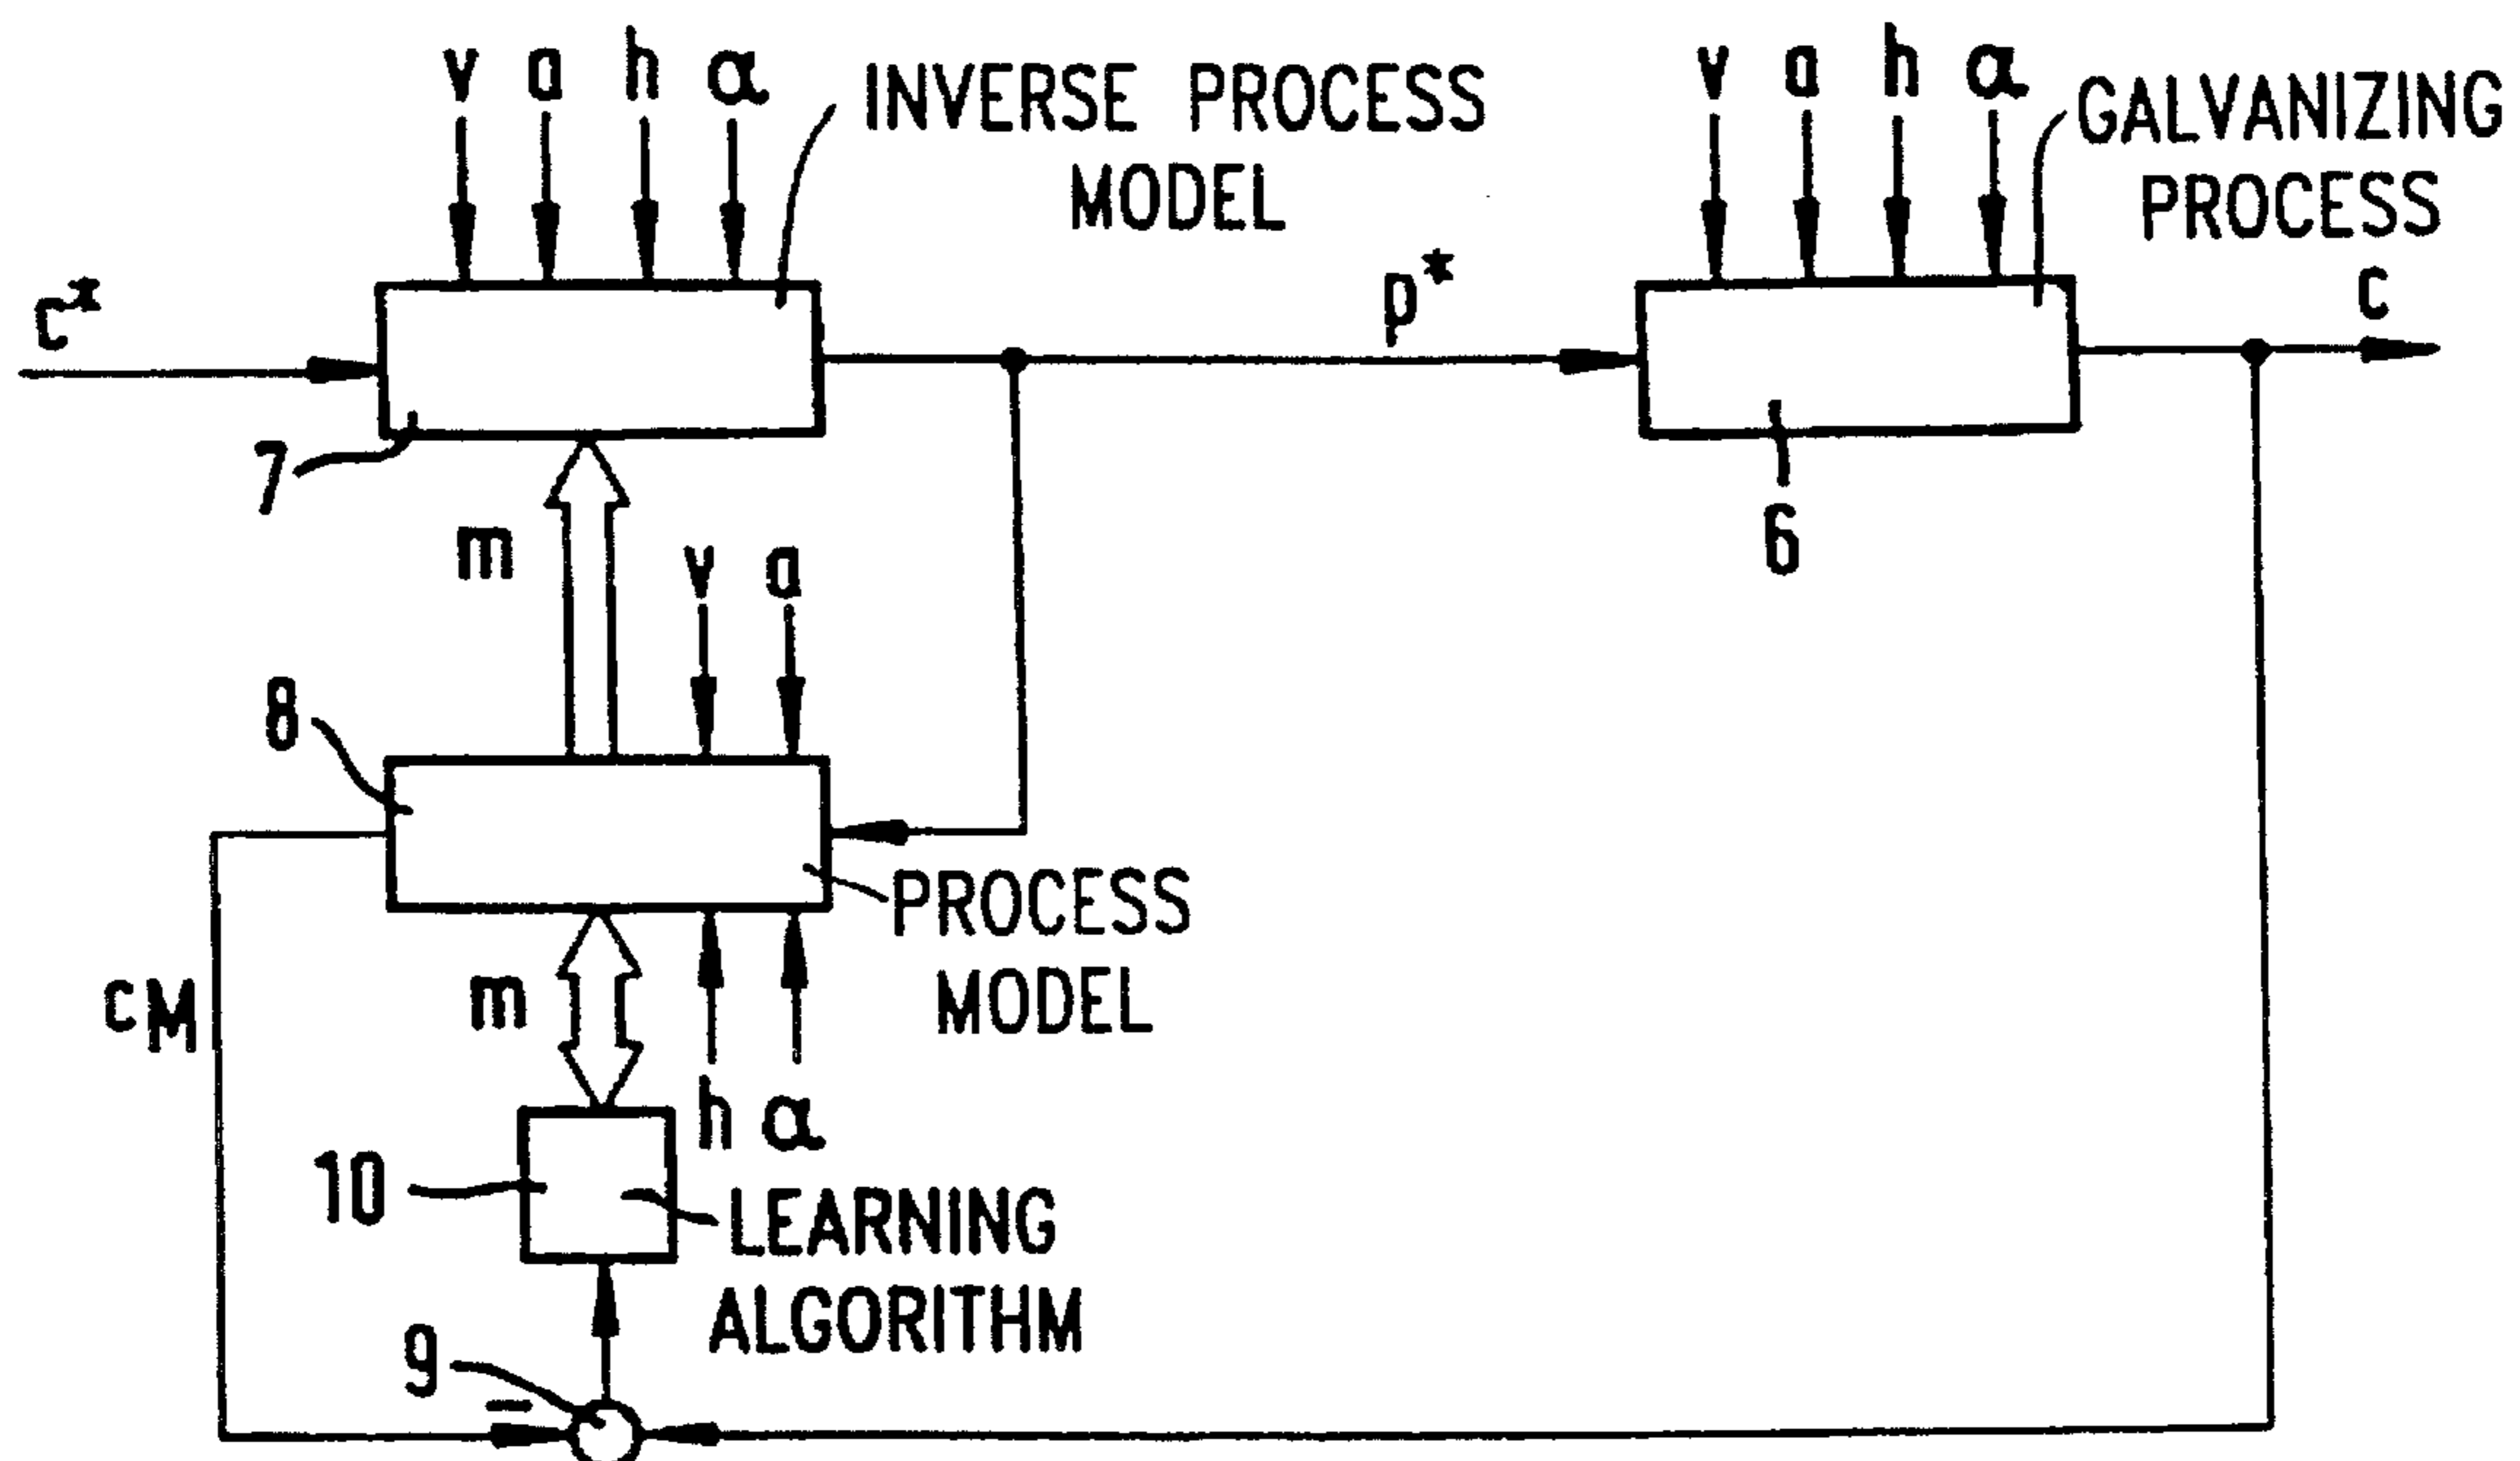 v a h α
INVERSE PROCESS
MODEL
v a h α
GALVANIZING
PROCESS
c*
p*
c
7
6
m
v a
8
PROCESS
MODEL
cM
m
h α
10
LEARNING
ALGORITHM
9
−